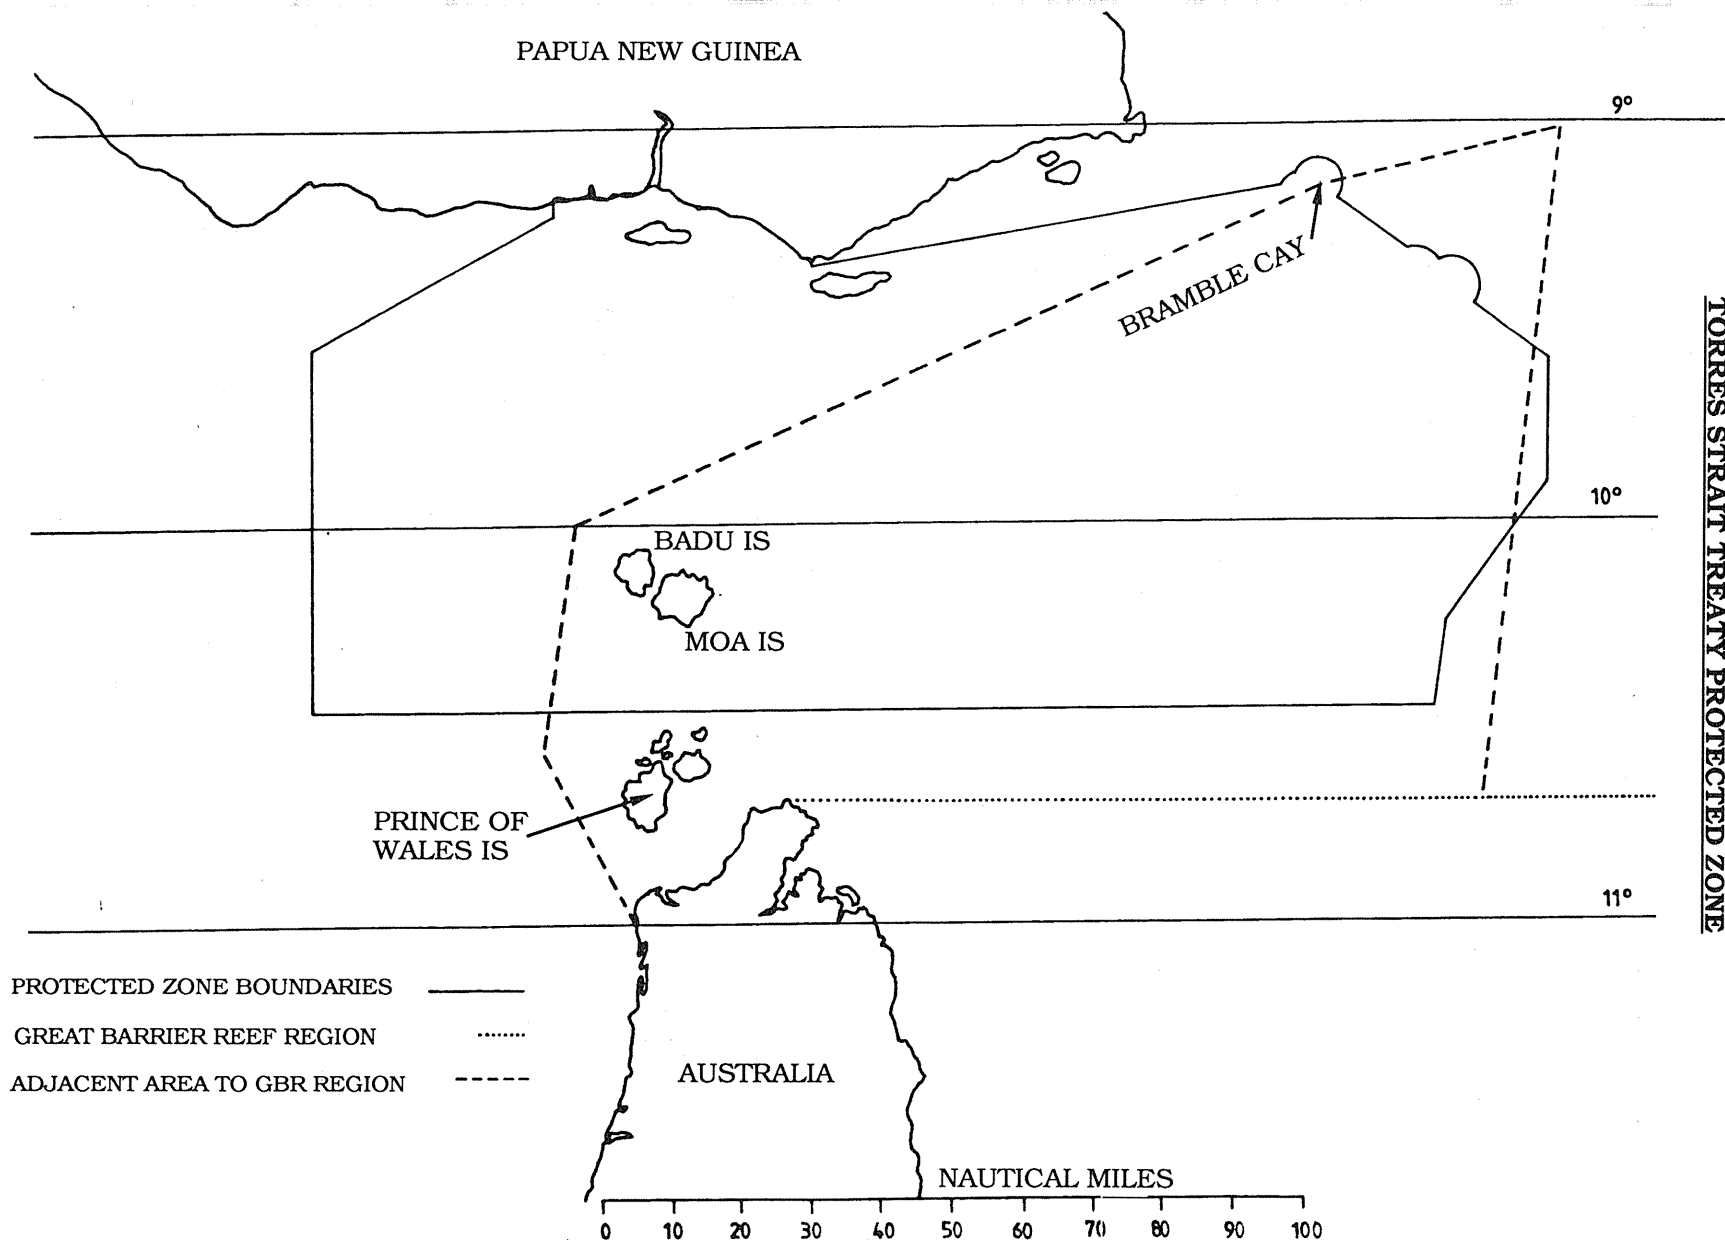 PAPUA NEW GUINEA
9°
BRAMBLE CAY
TORRES STRAIT TREATY PROTECTED ZONE
10°
BADU IS
MOA IS
PRINCE OF
WALES IS
11°
PROTECTED ZONE BOUNDARIES
GREAT BARRIER REEF REGION
ADJACENT AREA TO GBR REGION
AUSTRALIA
NAUTICAL MILES
0 10 20 30 40 50 60 70 80 90 100